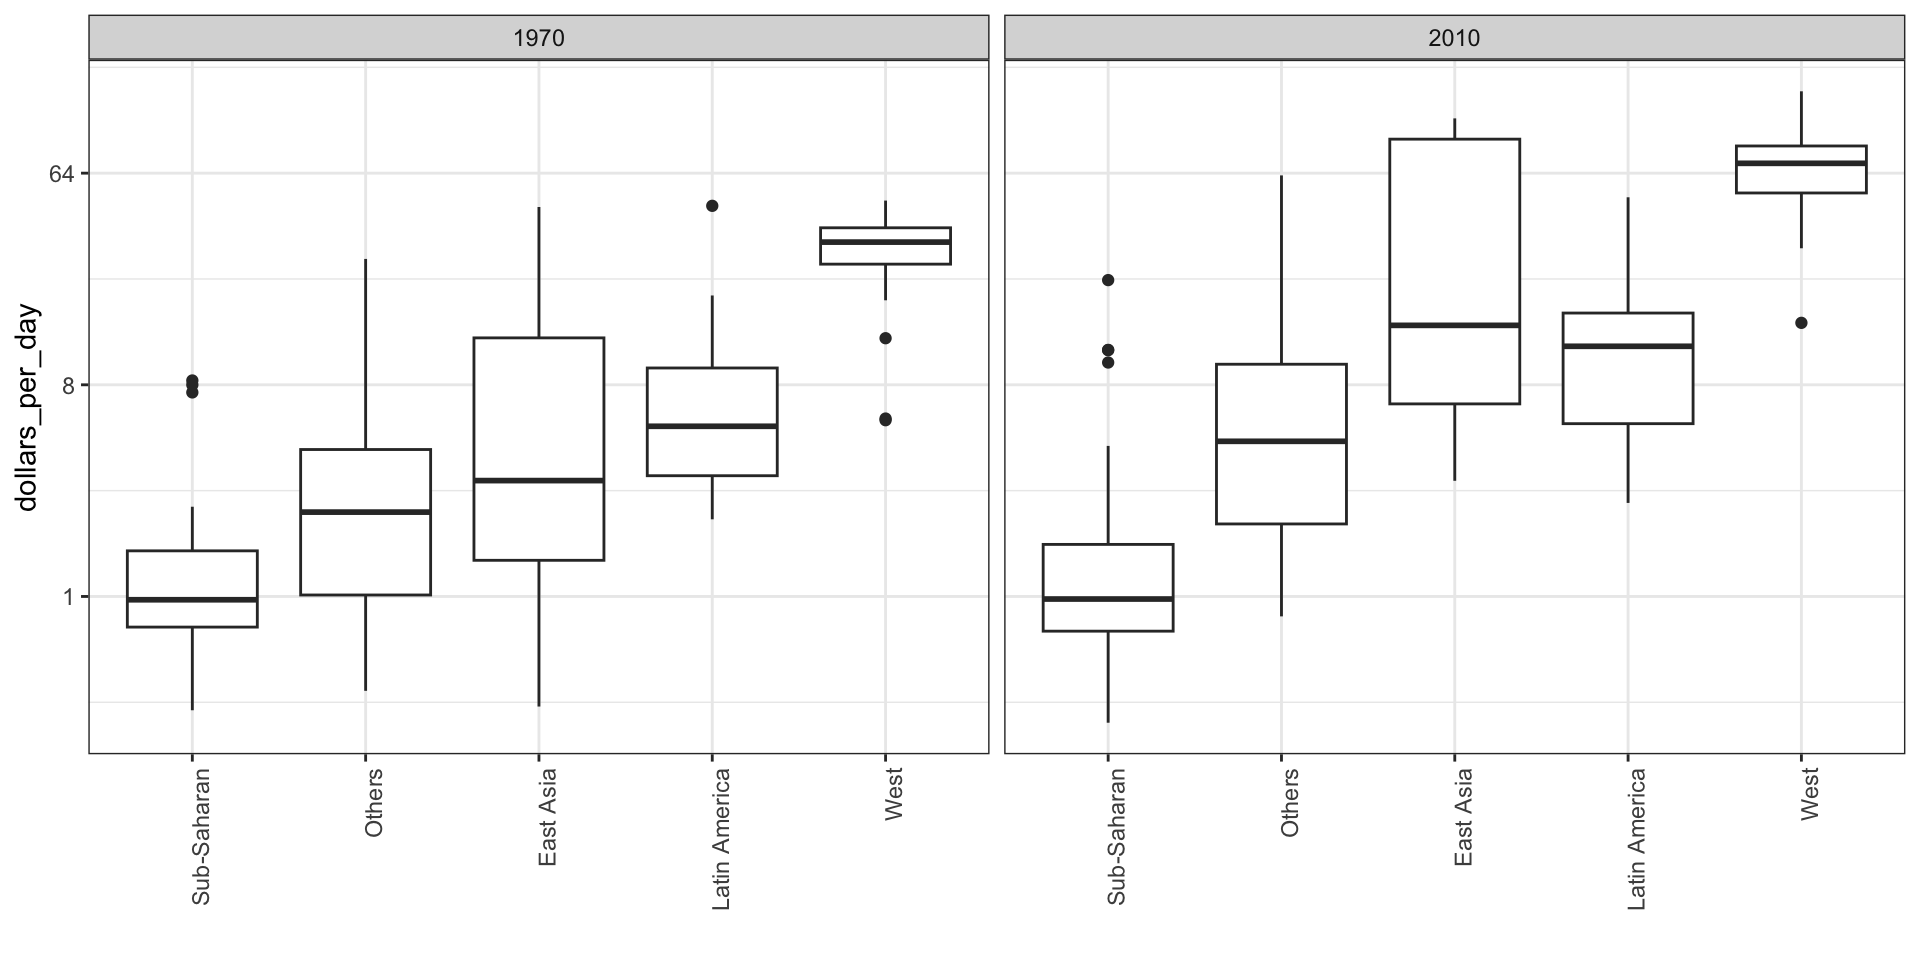 1970
2010
dollars_per_day
64
8
1
Sub-Saharan
Others
East Asia
Latin America
West
Sub-Saharan
Others
East Asia
Latin America
West